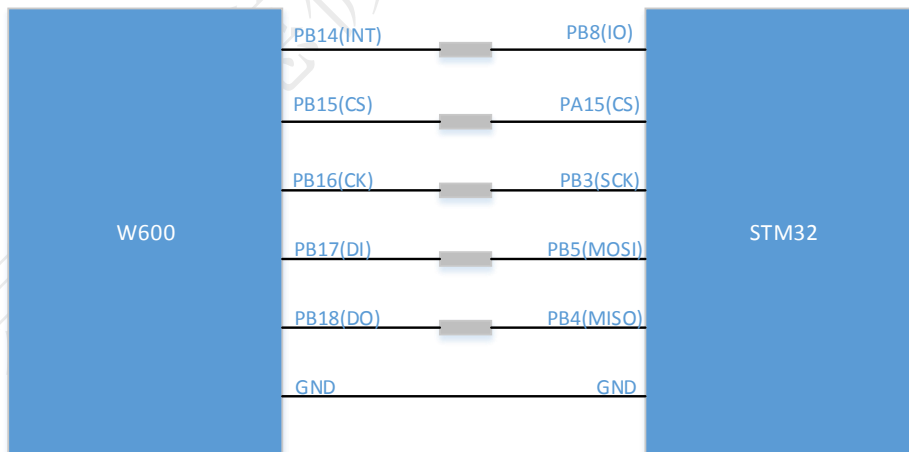 PB14(INT) PB8(IO)
PB15(CS) PA15(CS)
PB16(CK) PB3(SCK)
W600 STM32
PB17(DI) PB5(MOSI)
PB18(DO) PB4(MISO)
GND GND